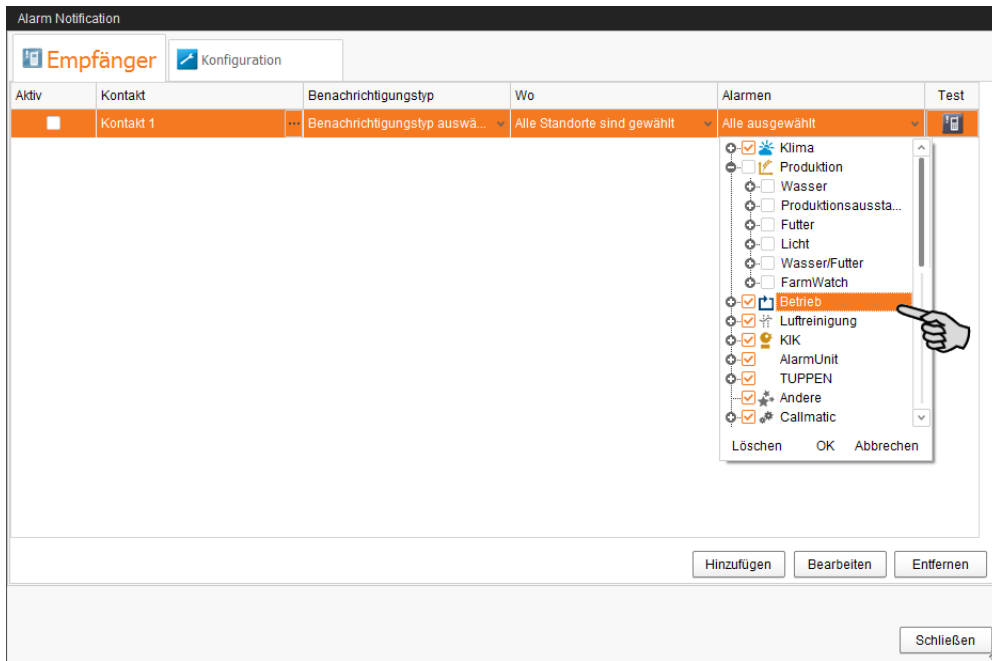 Alarm Notification
Empfänger Konfiguration
Aktiv Kontakt Benachrichtigungstyp Wo Alarmen Test
Kontakt 1 ... Benachrichtigungstyp auswä... Alle Standorte sind gewählt Alle ausgewählt
Klima
Produktion
Wasser
Produktionsaussta...
Futter
Licht
Wasser/Futter
FarmWatch
Betrieb
Luftreinigung
KIK
AlarmUnit
TUPPEN
Andere
Callmatic
Löschen OK Abbrechen
Hinzufügen Bearbeiten Entfernen
Schließen